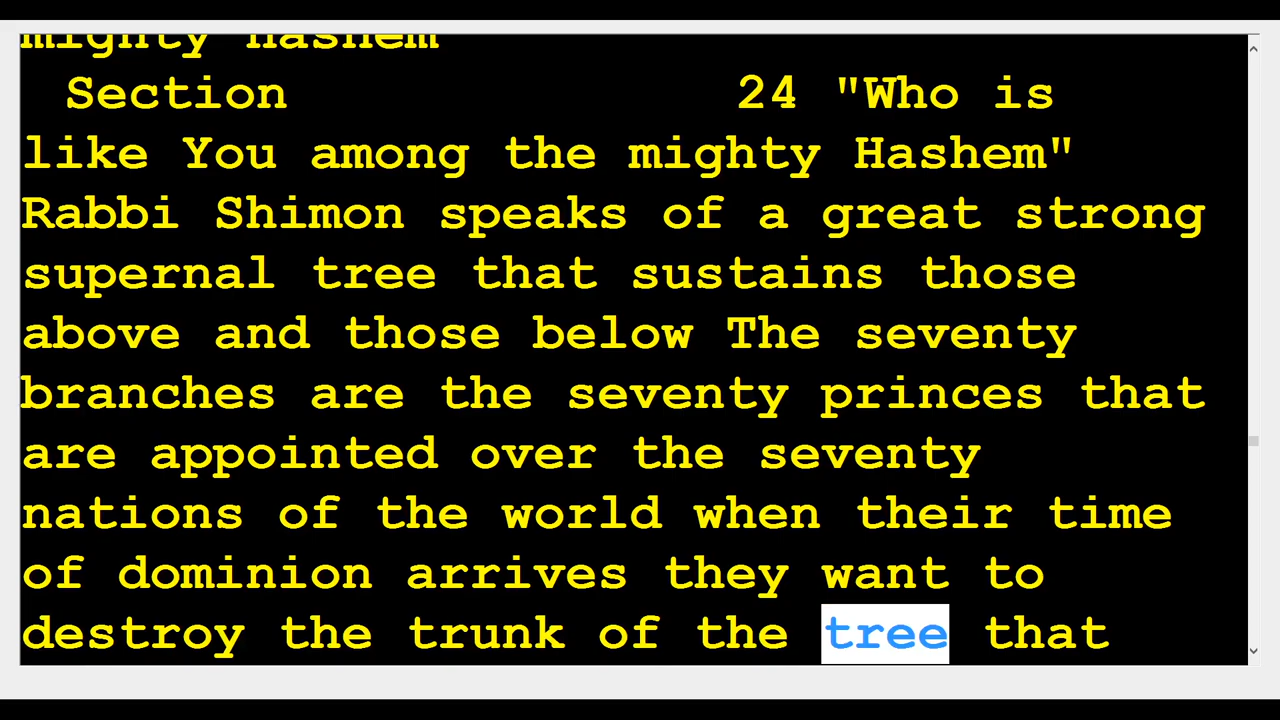 mighty hashem
Section 24 "Who is
like You among the mighty Hashem"
Rabbi Shimon speaks of a great strong
supernal tree that sustains those
above and those below The seventy
branches are the seventy princes that
are appointed over the seventy
nations of the world when their time
of dominion arrives they want to
destroy the trunk of the tree that